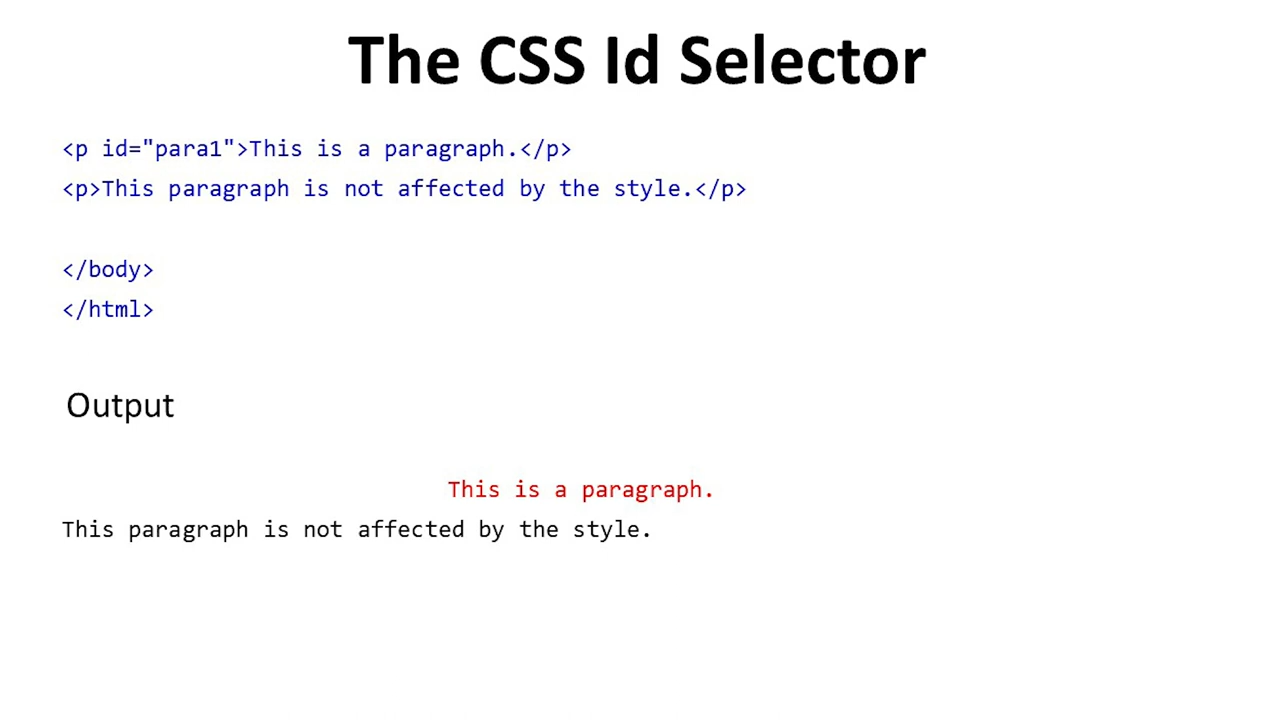 The CSS Id Selector
<p id="para1">This is a paragraph.</p>
<p>This paragraph is not affected by the style.</p>
</body>
</html>
Output
This is a paragraph.
This paragraph is not affected by the style.